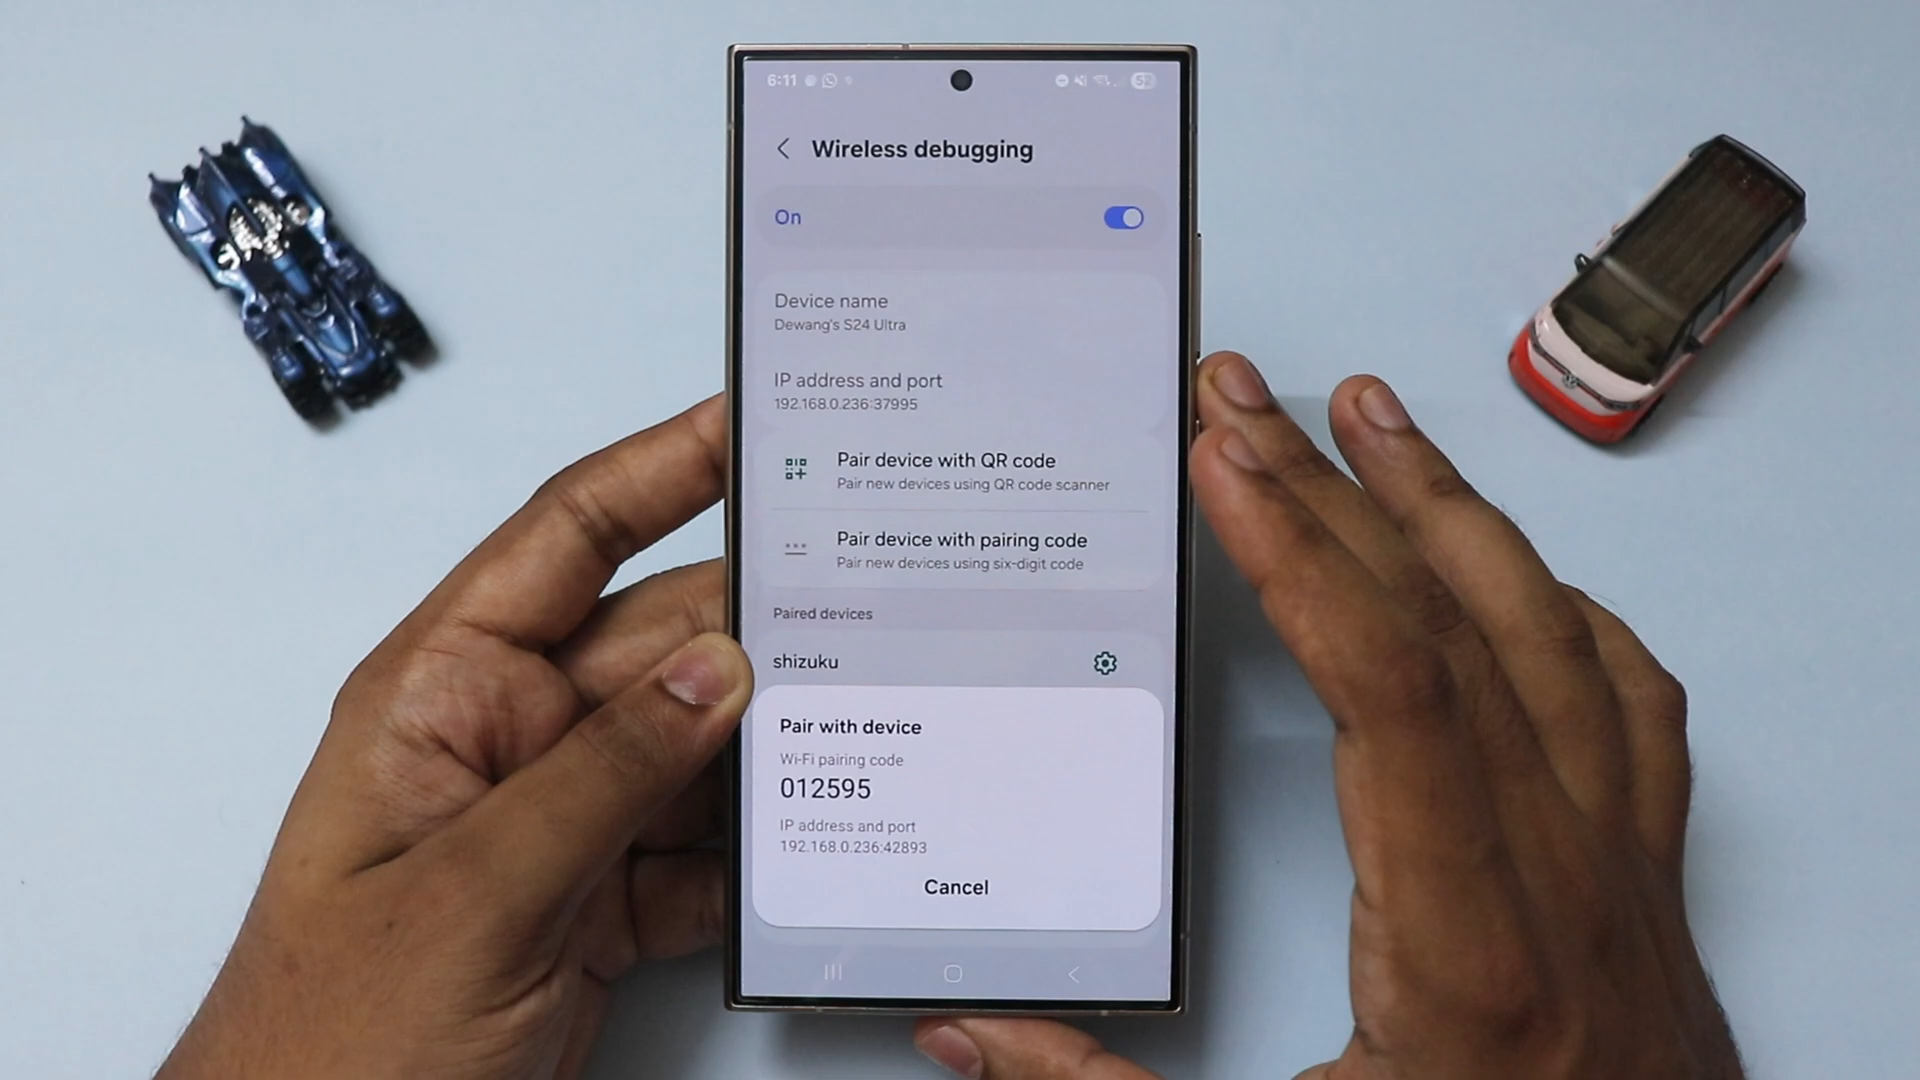 6:11
Wireless debugging
On
Device name
Dewang's S24 Ultra
IP address and port
192.168.0.236:37995
Pair device with QR code
Pair new devices using QR code scanner
Pair device with pairing code
Pair new devices using six-digit code
Paired devices
shizuku
Pair with device
Wi-Fi pairing code
012595
IP address and port
192.168.0.236:42893
Cancel